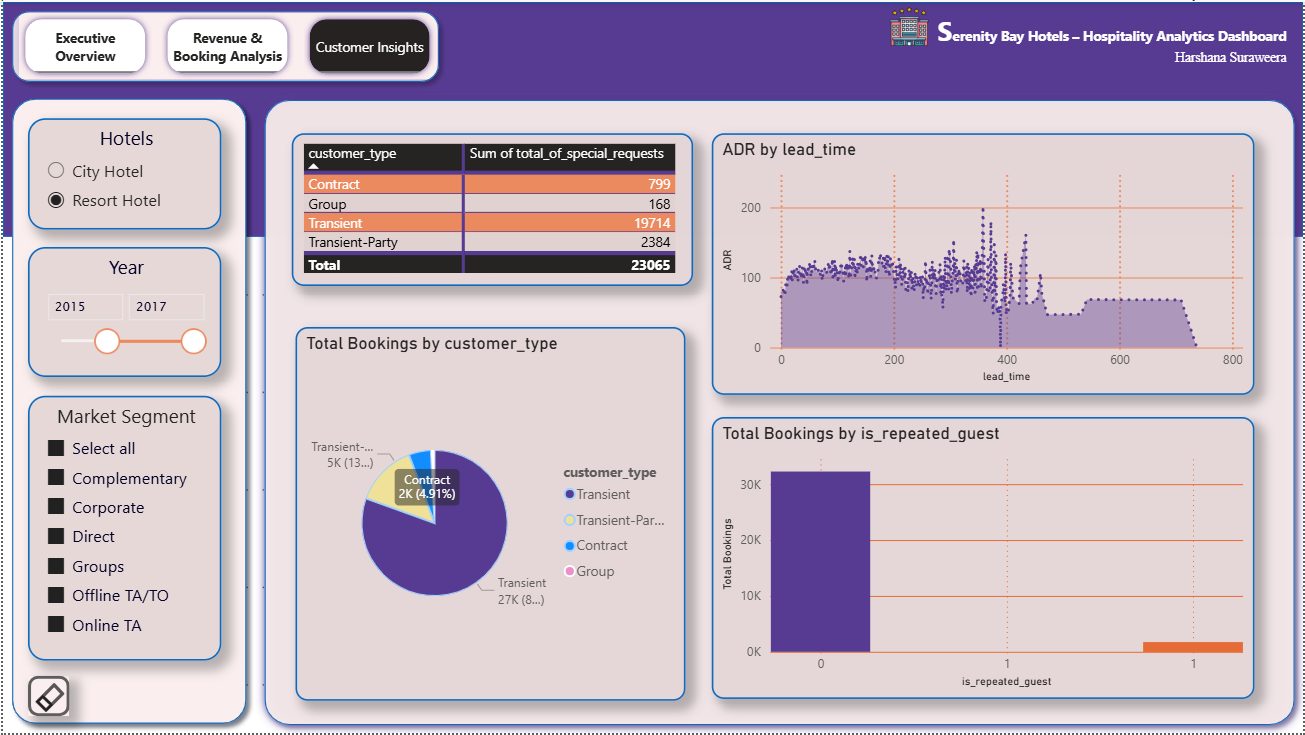 Executive
Overview
Revenue &
Booking Analysis
Customer Insights
Serenity Bay Hotels – Hospitality Analytics Dashboard
Harshana Suraweera
Hotels
City Hotel
Resort Hotel
Year
2015 2017
Market Segment
Select all
Complementary
Corporate
Direct
Groups
Offline TA/TO
Online TA
customer_type Sum of total_of_special_requests
Contract 799
Group 168
Transient 19714
Transient-Party 2384
Total 23065
Total Bookings by customer_type
Transient-...
5K (13...)
Contract
2K (4.91%)
Transient
27K (8...)
customer_type
Transient
Transient-Par...
Contract
Group
ADR by lead_time
200
100
0
ADR
0 200 400 600 800
lead_time
Total Bookings by is_repeated_guest
30K
20K
10K
0K
Total Bookings
0 1 1
is_repeated_guest